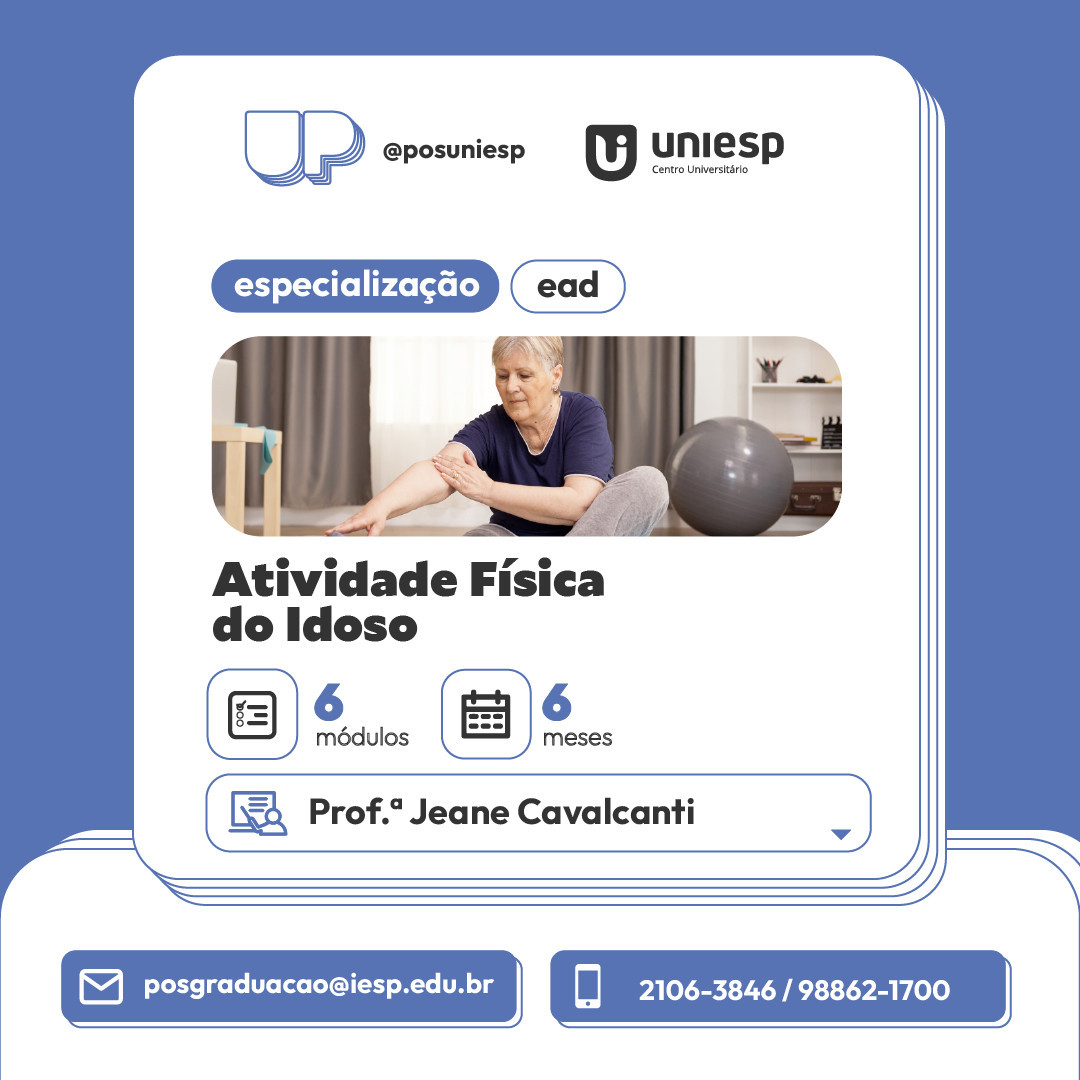 UP
@posuniesp
uniesp
Centro Universitário
especialização
ead
Atividade Física
do Idoso
6
módulos
6
meses
Prof.ª Jeane Cavalcanti
posgraduacao@iesp.edu.br
2106-3846 / 98862-1700